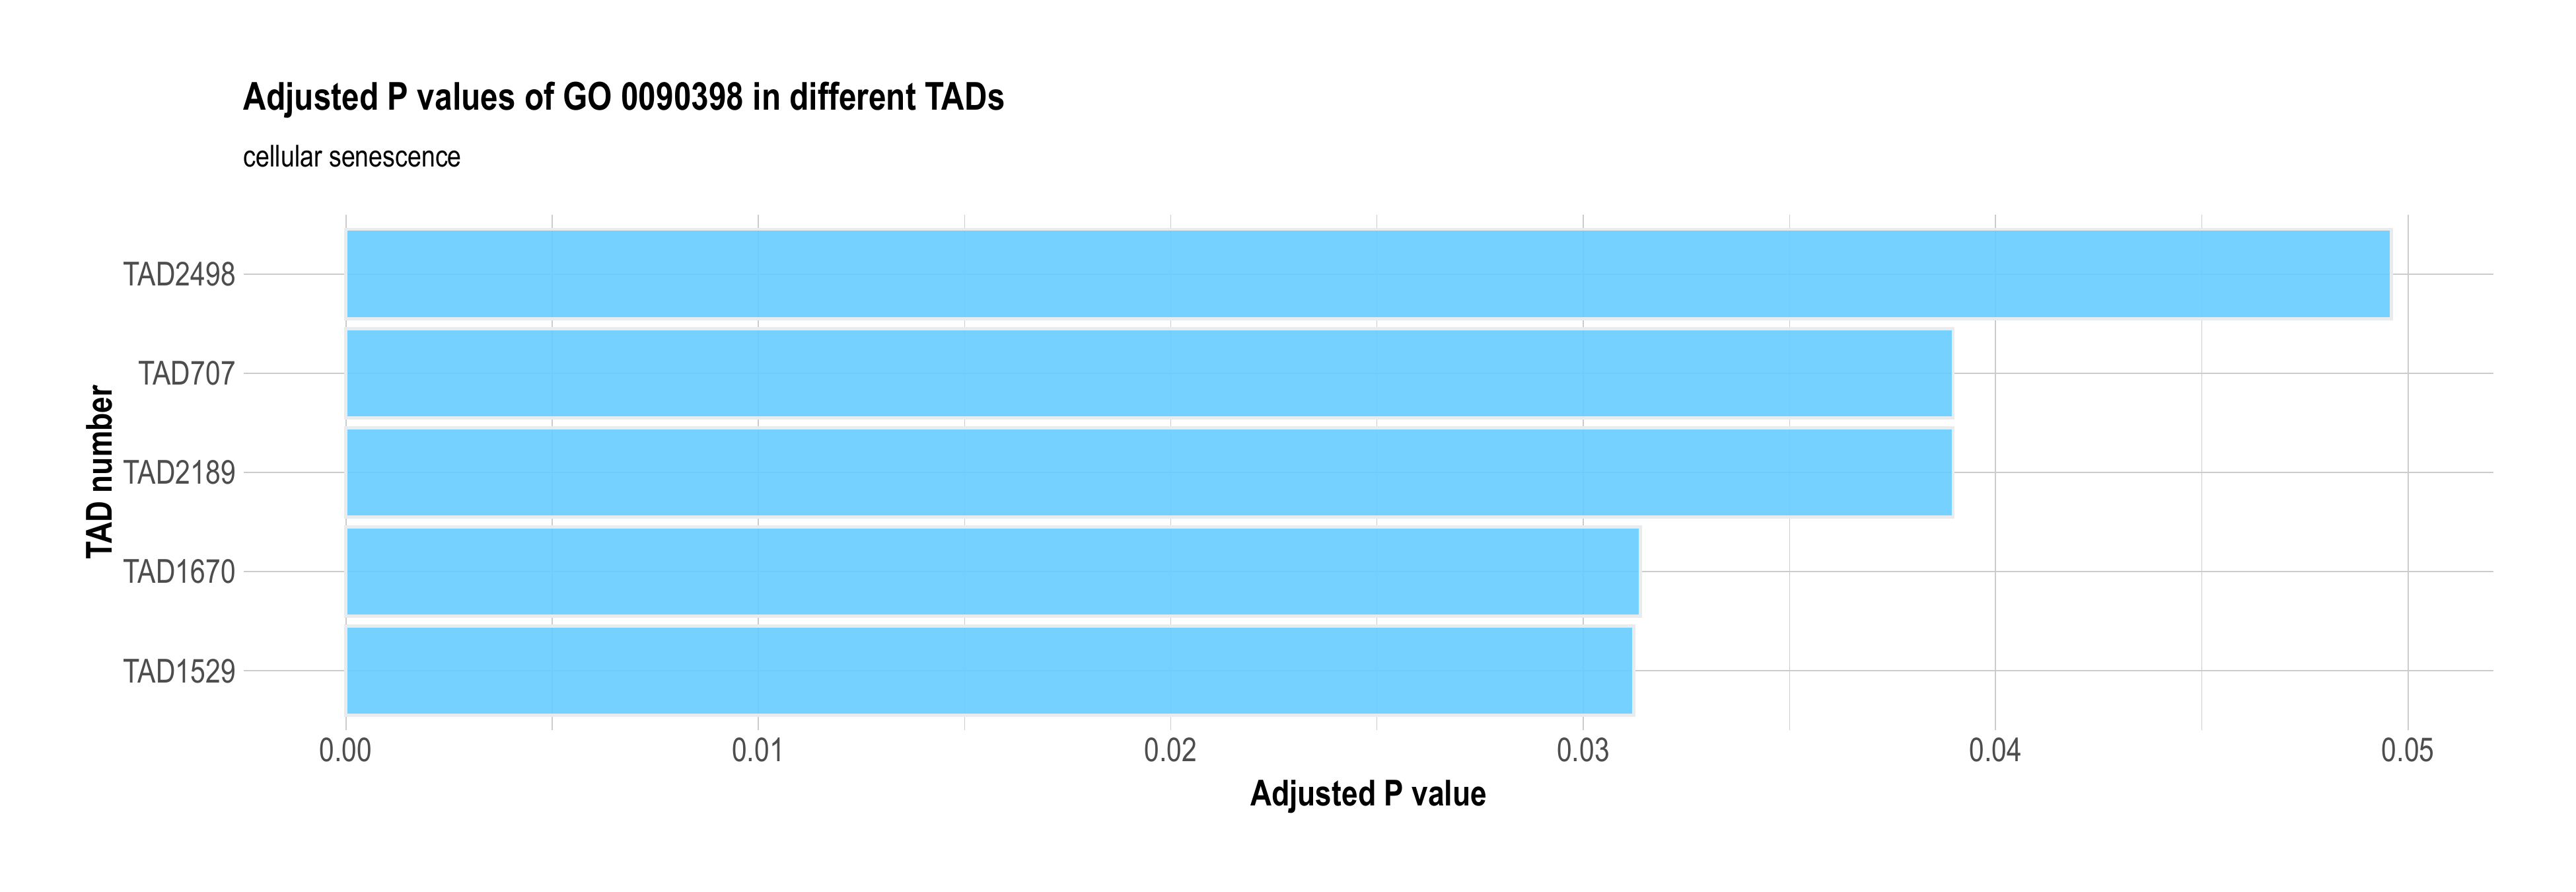 Adjusted P values of GO 0090398 in different TADs
cellular senescence
TAD number
TAD2498
TAD707
TAD2189
TAD1670
TAD1529
0.00 0.01 0.02 0.03 0.04 0.05
Adjusted P value